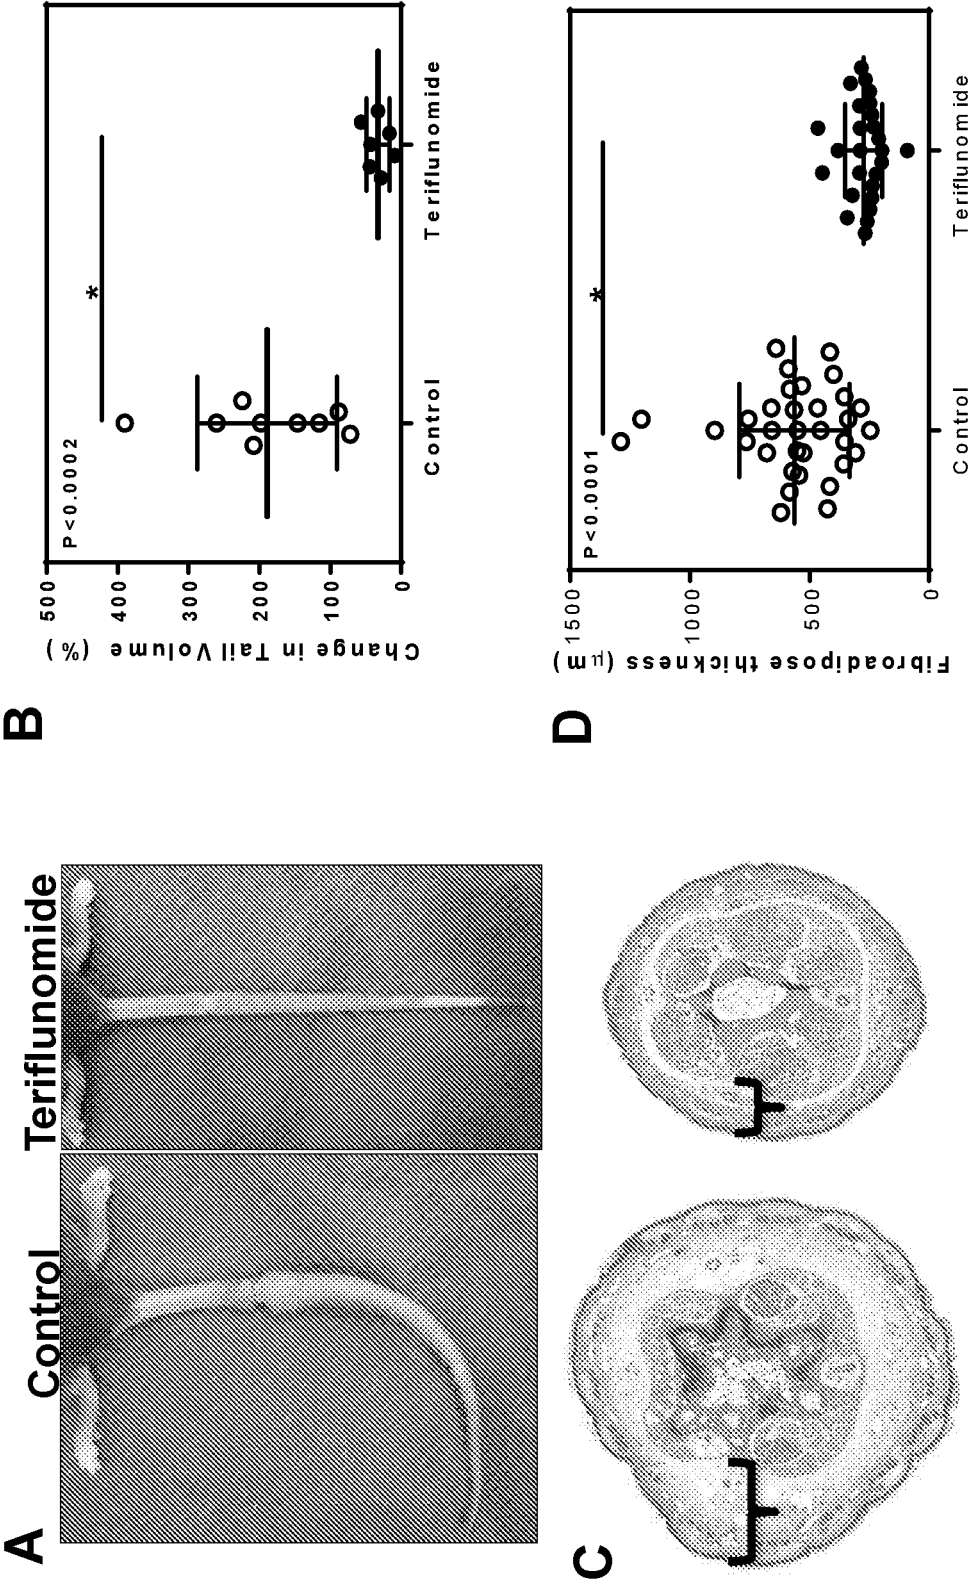 A
Control
Teriflunomide
B
Change in Tail Volume (%)
500
400
300
200
100
0
P<0.0002
*
Control
Teriflunomide
C
D
Fibroadipose thickness (µm)
1500
1000
500
0
P<0.0001
*
Control
Teriflunomide